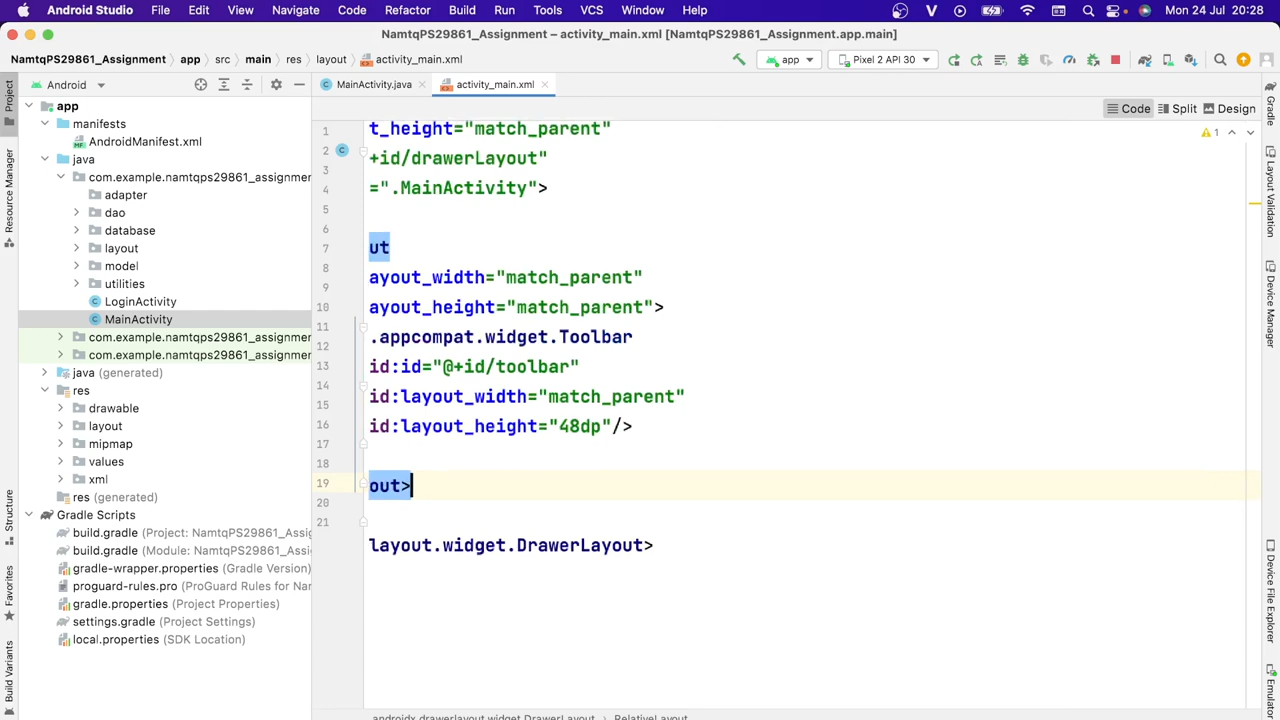 Android Studio File Edit View Navigate Code Refactor Build Run Tools VCS Window Help Mon 24 Jul 20:28
NamtqPS29861_Assignment – activity_main.xml [NamtqPS29861_Assignment.app.main]
NamtqPS29861_Assignment app src main res layout activity_main.xml app Pixel 2 API 30
Android MainActivity.java activity_main.xml
Code Split Design
app
manifests
AndroidManifest.xml
java
com.example.namtqps29861_assignmen
adapter
dao
database
layout
model
utilities
LoginActivity
MainActivity
com.example.namtqps29861_assignmer
com.example.namtqps29861_assignmer
java (generated)
res
drawable
layout
mipmap
values
xml
res (generated)
Gradle Scripts
build.gradle (Project: NamtqPS29861_Assi
build.gradle (Module: NamtqPS29861_Assi
gradle-wrapper.properties (Gradle Version)
proguard-rules.pro (ProGuard Rules for Nar
gradle.properties (Project Properties)
settings.gradle (Project Settings)
local.properties (SDK Location)
1
2
3
4
5
6
7
8
9
10
11
12
13
14
15
16
17
18
19
20
21
t_height="match_parent"
+id/drawerLayout"
=".MainActivity">
ut
ayout_width="match_parent"
ayout_height="match_parent">
.appcompat.widget.Toolbar
id:id="@+id/toolbar"
id:layout_width="match_parent"
id:layout_height="48dp"/>
out>
layout.widget.DrawerLayout>
1
androidx.drawerlayout.widget.DrawerLayout RelativeLayout
Project
Resource Manager
Structure
Favorites
Build Variants
Gradle
Layout Validation
Device Manager
Device File Explorer
Emulator